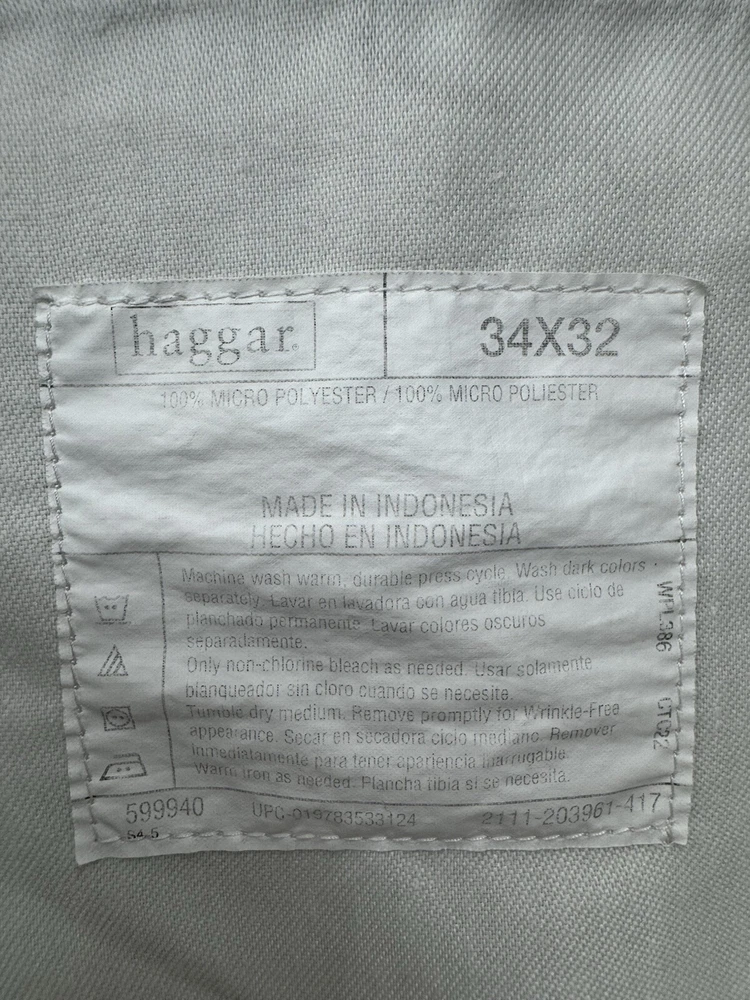 haggar
34X32
100% MICRO POLYESTER / 100% MICRO POLIESTER
MADE IN INDONESIA
HECHO EN INDONESIA
Machine wash warm, durable press cycle. Wash dark colors
separately. Lavar en lavadora con agua tibia. Use ciclo de
planchado permanente. Lavar colores oscuros
separadamente.
Only non-chlorine bleach as needed. Usar solamente
blanqueador sin cloro cuando se necesite.
Tumble dry medium. Remove promptly for Wrinkle-Free
appearance. Secar en secadora ciclo mediano. Remover
inmediatamente para tener apariencia inarrugable.
Warm iron as needed. Plancha tibia si se necesita.
GT022
599940 UPC-019783533124 2111-203961-417